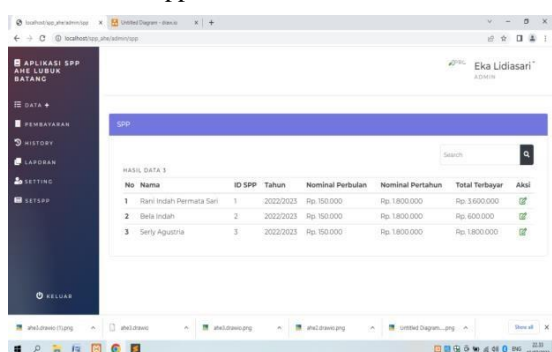 localhost/spp_ahe/admin/spp
Untitled Diagram - draw.io
localhost/spp_ahe/admin/spp
APLIKASI SPP
AHE LUBUK
BATANG
Eka Lidiasari
ADMIN
DATA +
PEMBAYARAN
HISTORY
LAPORAN
SETTING
SETSPP
KELUAR
SPP
Search
HASIL DATA 3
No Nama ID SPP Tahun Nominal Perbulan Nominal Pertahun Total Terbayar Aksi
1 Rani Indah Permata Sari 1 2022/2023 Rp. 150.000 Rp. 1.800.000 Rp. 3.600.000
2 Bela Indah 2 2022/2023 Rp. 150.000 Rp. 1.800.000 Rp. 600.000
3 Serly Agustria 3 2022/2023 Rp. 150.000 Rp. 1.800.000 Rp. 1.800.000
ahe3.drawio (1).png
ahe3.drawio
ahe3.drawio.png
ahe2.drawio.png
Untitled Diagram....png
Show all
ENG
22.31